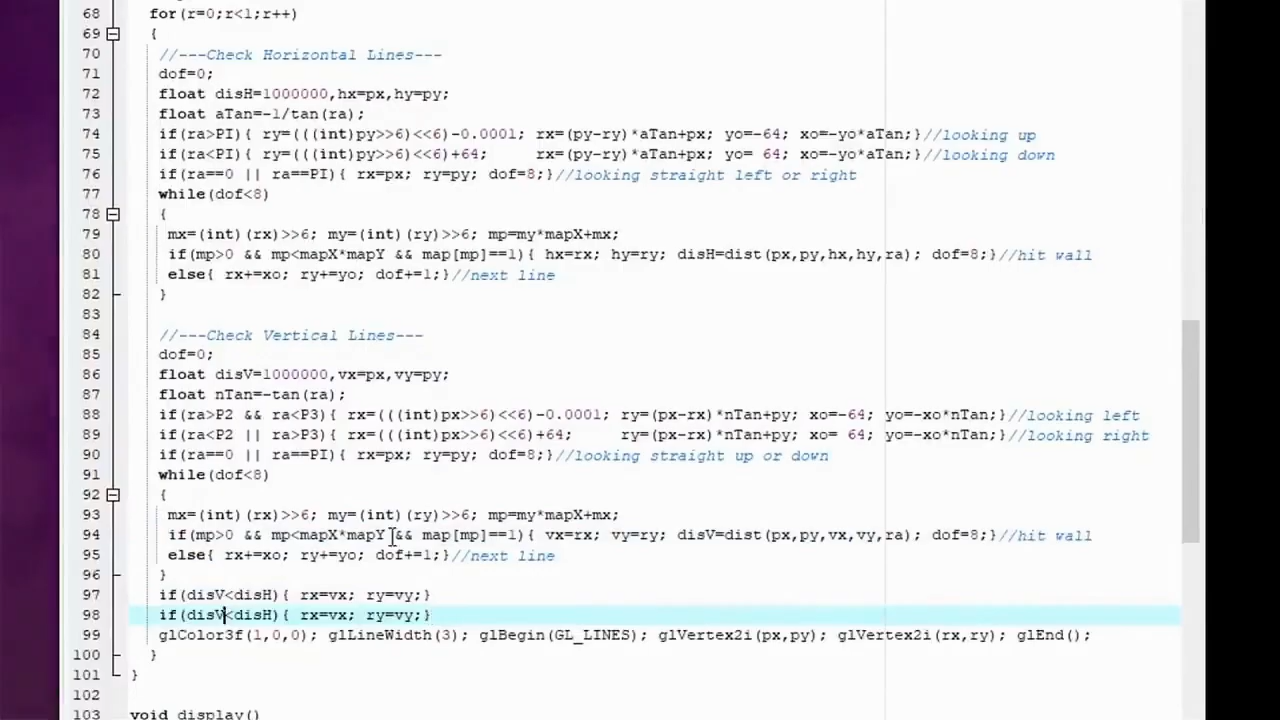 68 for(r=0;r<1;r++)
69 {
70 //---Check Horizontal Lines---
71 dof=0;
72 float disH=1000000,hx=px,hy=py;
73 float aTan=-1/tan(ra);
74 if(ra>PI){ ry=(((int)py>>6)<<6)-0.0001; rx=(py-ry)*aTan+px; yo=-64; xo=-yo*aTan;}//looking up
75 if(ra<PI){ ry=(((int)py>>6)<<6)+64; rx=(py-ry)*aTan+px; yo= 64; xo=-yo*aTan;}//looking down
76 if(ra==0 || ra==PI){ rx=px; ry=py; dof=8;}//looking straight left or right
77 while(dof<8)
78 {
79 mx=(int)(rx)>>6; my=(int)(ry)>>6; mp=my*mapX+mx;
80 if(mp>0 && mp<mapX*mapY && map[mp]==1){ hx=rx; hy=ry; disH=dist(px,py,hx,hy,ra); dof=8;}//hit wall
81 else{ rx+=xo; ry+=yo; dof+=1;}//next line
82 }
83
84 //---Check Vertical Lines---
85 dof=0;
86 float disV=1000000,vx=px,vy=py;
87 float nTan=-tan(ra);
88 if(ra>P2 && ra<P3){ rx=(((int)px>>6)<<6)-0.0001; ry=(px-rx)*nTan+py; xo=-64; yo=-xo*nTan;}//looking left
89 if(ra<P2 || ra>P3){ rx=(((int)px>>6)<<6)+64; ry=(px-rx)*nTan+py; xo= 64; yo=-xo*nTan;}//looking right
90 if(ra==0 || ra==PI){ rx=px; ry=py; dof=8;}//looking straight up or down
91 while(dof<8)
92 {
93 mx=(int)(rx)>>6; my=(int)(ry)>>6; mp=my*mapX+mx;
94 if(mp>0 && mp<mapX*mapY && map[mp]==1){ vx=rx; vy=ry; disV=dist(px,py,vx,vy,ra); dof=8;}//hit wall
95 else{ rx+=xo; ry+=yo; dof+=1;}//next line
96 }
97 if(disV<disH){ rx=vx; ry=vy;}
98 if(disV<disH){ rx=vx; ry=vy;}
99 glColor3f(1,0,0); glLineWidth(3); glBegin(GL_LINES); glVertex2i(px,py); glVertex2i(rx,ry); glEnd();
100 }
101 }
102
103 void display()